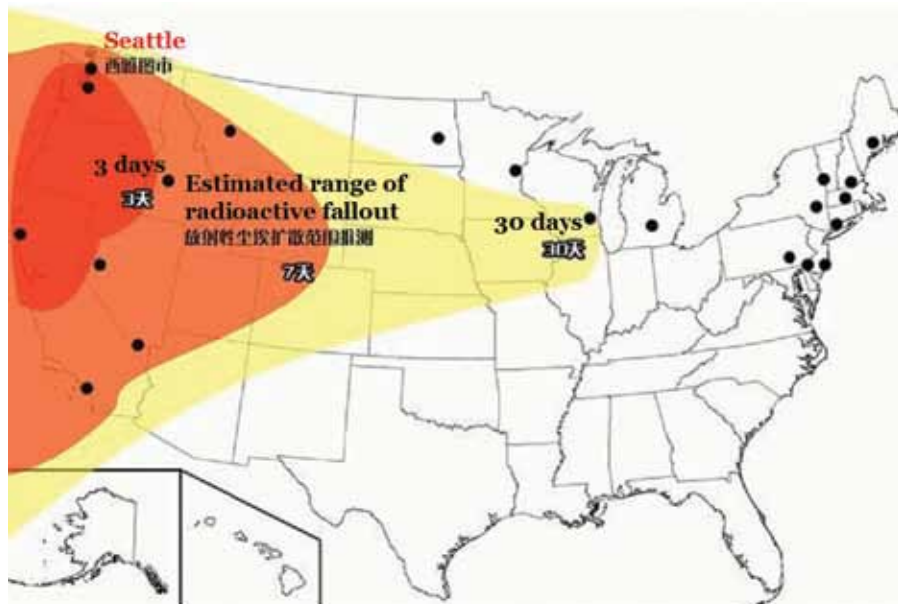 Seattle
西雅图市
3 days
3天
Estimated range of
radioactive fallout
放射性尘埃扩散范围推测
7天
30 days
30天